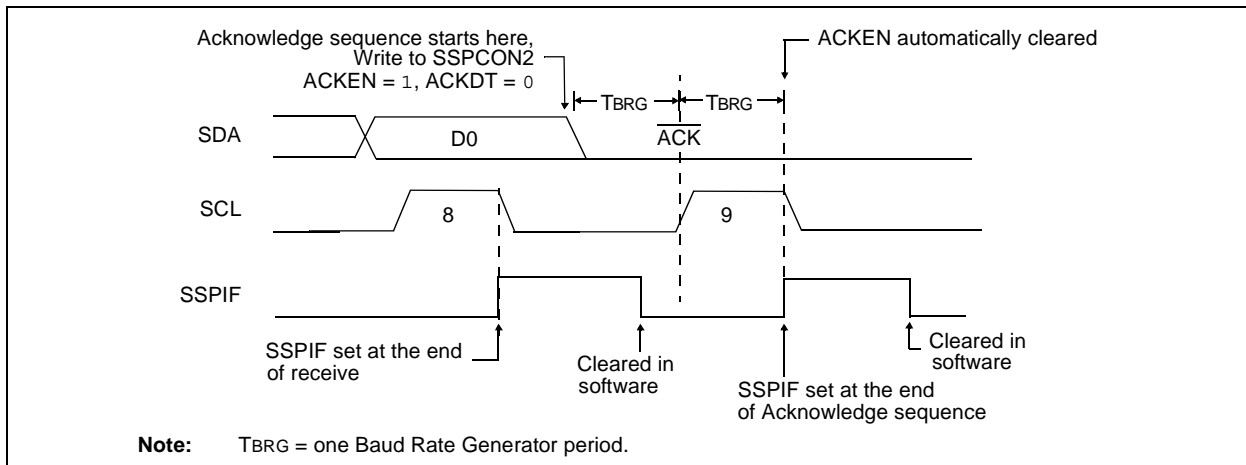 Acknowledge sequence starts here,
Write to SSPCON2
ACKEN = 1, ACKDT = 0
ACKEN automatically cleared
TBRG
TBRG
SDA
D0
ACK
SCL
8
9
SSPIF
SSPIF set at the end
of receive
Cleared in
software
SSPIF set at the end
of Acknowledge sequence
Cleared in
software
Note: TBRG = one Baud Rate Generator period.